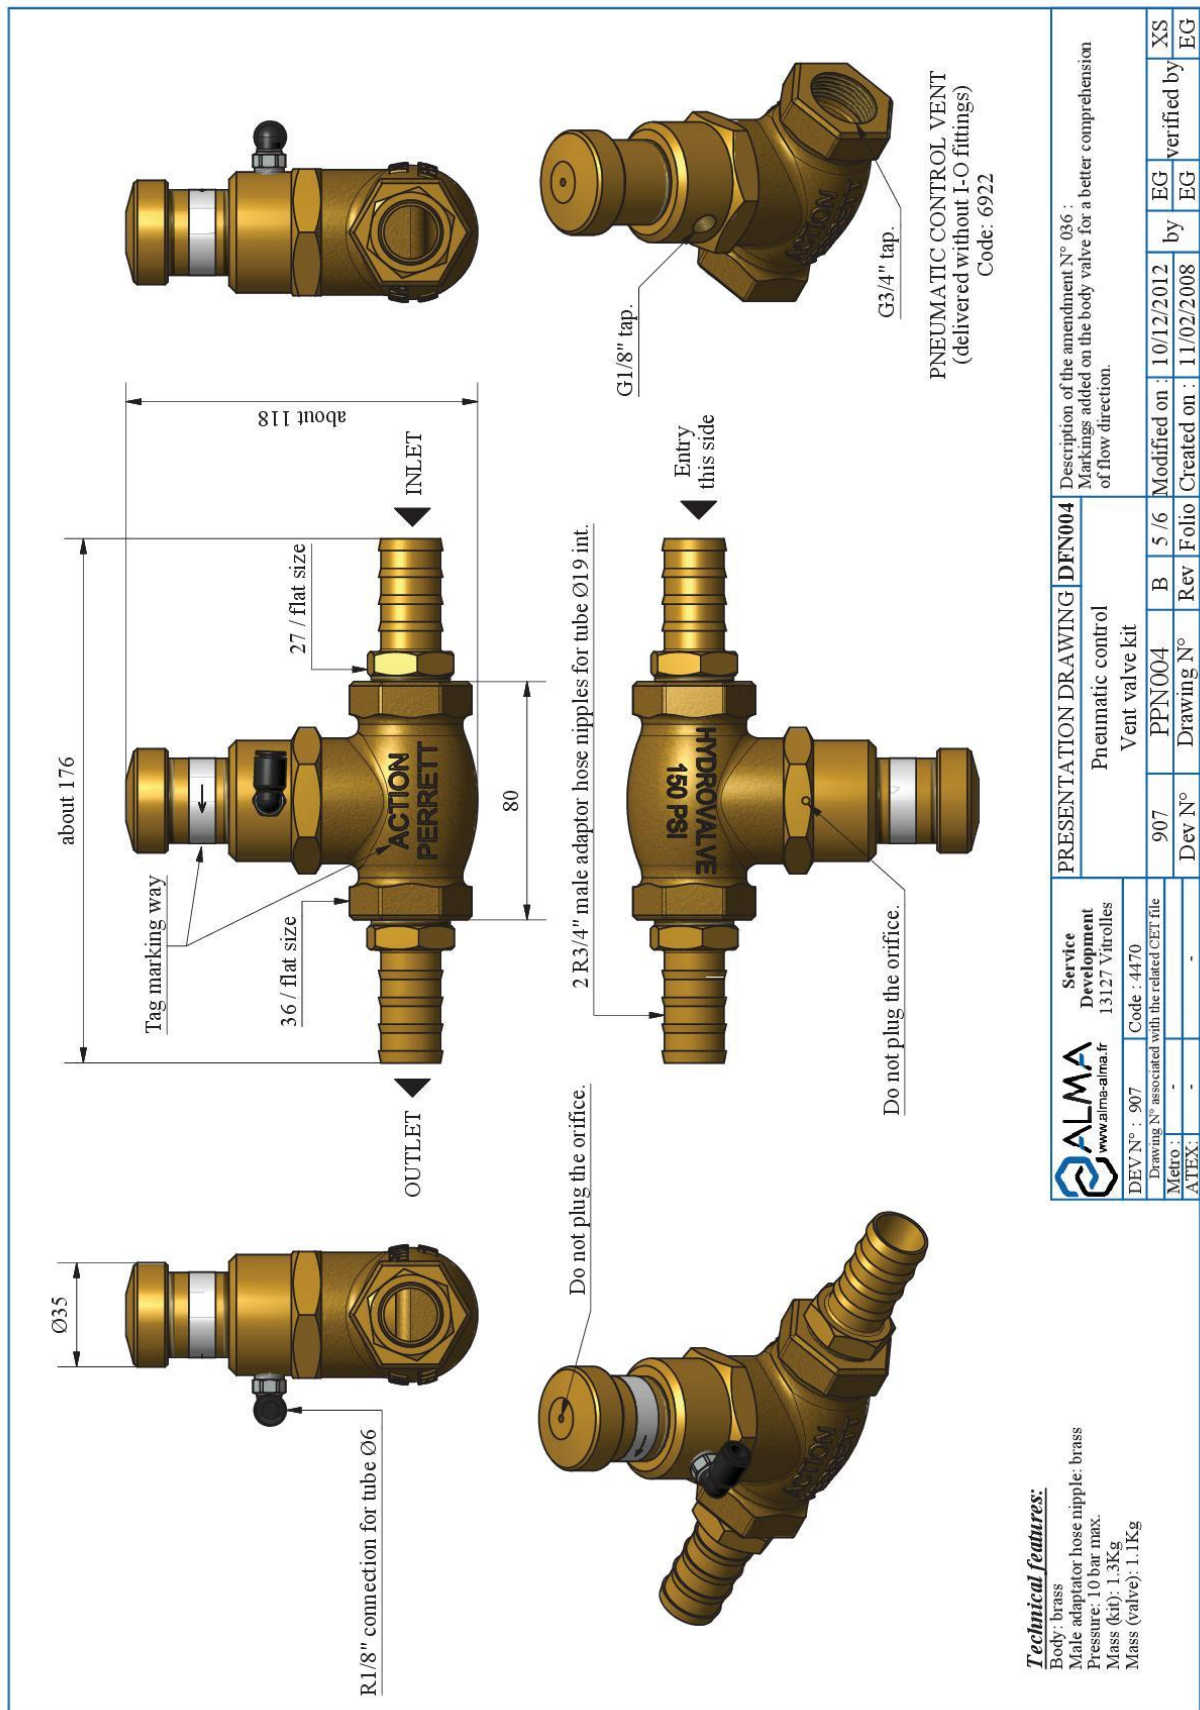 Ø35
R1/8" connection for tube Ø6
about 176
Tag marking way
36 / flat size
27 / flat size
about 118
OUTLET
INLET
ACTION
PERRETT
80
Do not plug the orifice.
2 R3/4" male adaptor hose nipples for tube Ø19 int.
Entry
this side
HYDROVALVE
150 PSI
Do not plug the orifice.
ACTION
PERRETT
G1/8" tap.
G3/4" tap.
ACTION
PERRETT
PNEUMATIC CONTROL VENT
(delivered without I-O fittings)
Code: 6922
Technical features:
Body: brass
Male adaptator hose nipple: brass
Pressure: 10 bar max.
Mass (kit): 1.3Kg
Mass (valve): 1.1Kg
ALMA
www.alma-alma.fr
Service
Development
13127 Vitrolles
DEV N° : 907
Code : 4470
Drawing N° associated with the related CET file
Metro : - -
ATEX: - -
PRESENTATION DRAWING DFN004
Pneumatic control
Vent valve kit
907 PPN004 B 5 /6
Dev N° Drawing N° Rev Folio
Description of the amendment N° 036 :
Markings added on the body valve for a better comprehension
of flow direction.
Modified on : 10/12/2012 by EG verified by XS
Created on : 11/02/2008 EG EG